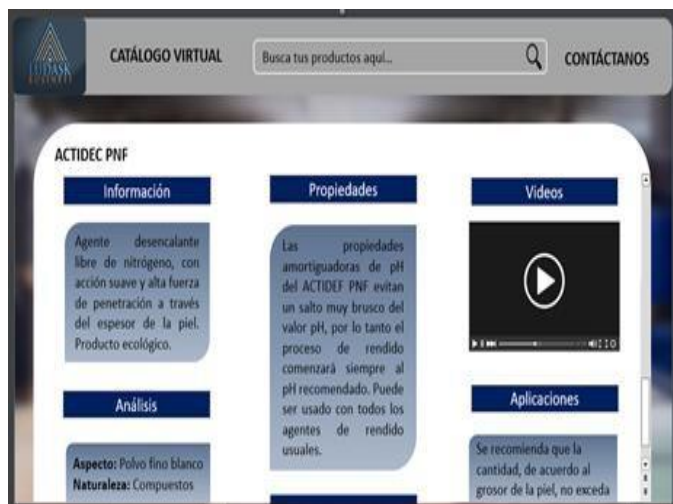 LUDASK
BUSINESS
CATÁLOGO VIRTUAL
Busca tus productos aquí...
CONTÁCTANOS
ACTIDEC PNF
Información
Agente desencalante
libre de nitrógeno, con
acción suave y alta fuerza
de penetración a través
del espesor de la piel.
Producto ecológico.
Análisis
Aspecto: Polvo fino blanco
Naturaleza: Compuestos
Propiedades
Las propiedades
amortiguadoras de pH
del ACTIDEF PNF evitan
un salto muy brusco del
valor pH, por lo tanto el
proceso de rendido
comenzará siempre al
pH recomendado. Puede
ser usado con todos los
agentes de rendido
usuales.
Videos
Aplicaciones
Se recomienda que la
cantidad, de acuerdo al
grosor de la piel, no exceda